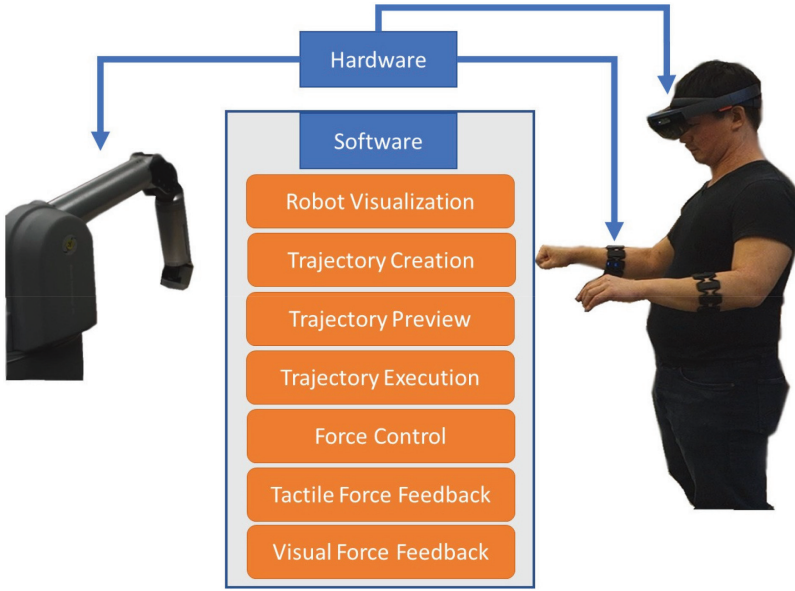 Hardware
Software
Robot Visualization
Trajectory Creation
Trajectory Preview
Trajectory Execution
Force Control
Tactile Force Feedback
Visual Force Feedback